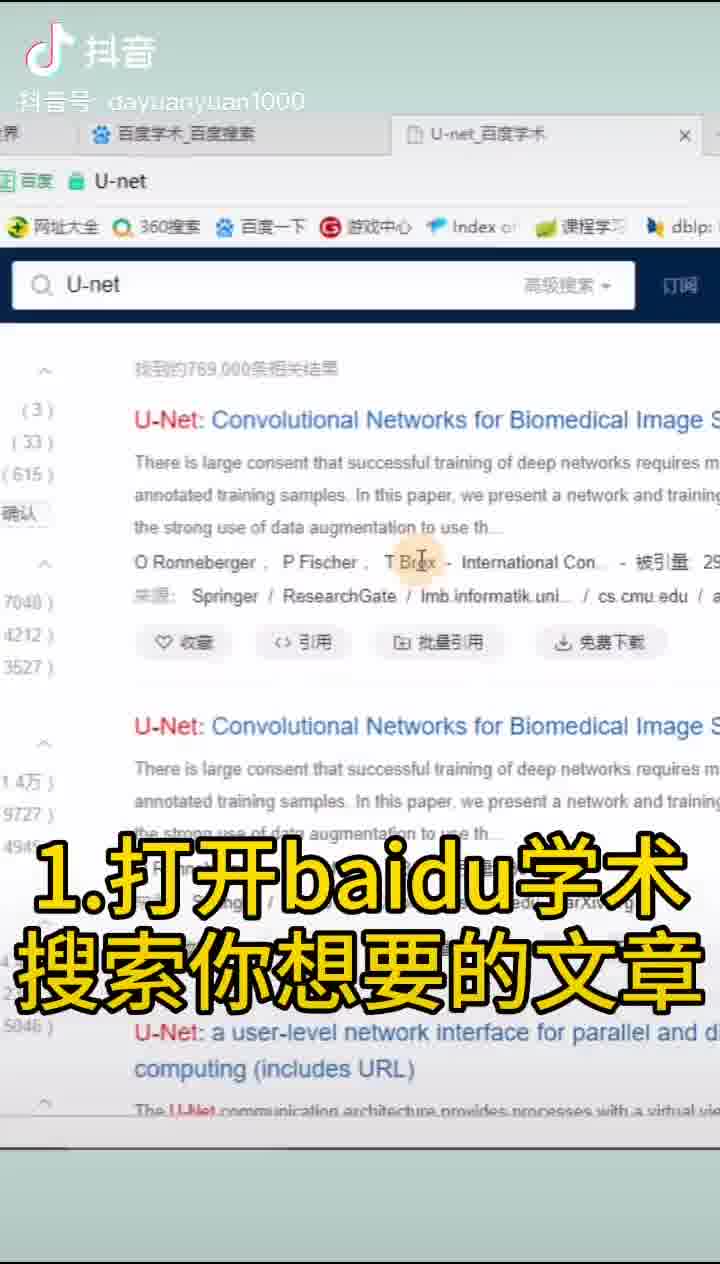 抖音
抖音号: dayuanyuan1000
界 百度学术_百度搜索 U-net_百度学术
证 百度 U-net
网址大全 360搜索 百度一下 游戏中心 Index o 课程学习 dblp:
U-net 高级搜索 订阅
找到约769,000条相关结果
(3)
U-Net: Convolutional Networks for Biomedical Image S
(33)
There is large consent that successful training of deep networks requires m
(615)
annotated training samples. In this paper, we present a network and training
确认
the strong use of data augmentation to use th...
O Ronneberger , P Fischer , T Brox - International Con... - 被引量: 29
7048)
来源: Springer / ResearchGate / lmb.informatik.uni... / cs.cmu.edu / a
4212)
收藏 引用 批量引用 免费下载
3527)
U-Net: Convolutional Networks for Biomedical Image S
There is large consent that successful training of deep networks requires m
1.4万)
annotated training samples. In this paper, we present a network and training
9727)
the strong use of data augmentation to use th...
1.打开baidu学术
搜索你想要的文章
5046)
U-Net: a user-level network interface for parallel and di
computing (includes URL)
The U-Net communication architecture provides processes with a virtual vie